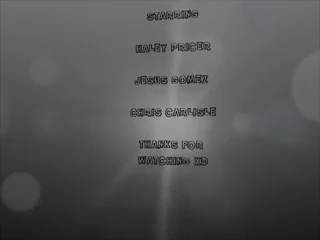 STARRING
HALEY PRICER
JESUS GOMEZ
CHRIS CARLISLE
THANKS FOR
WATCHING XD